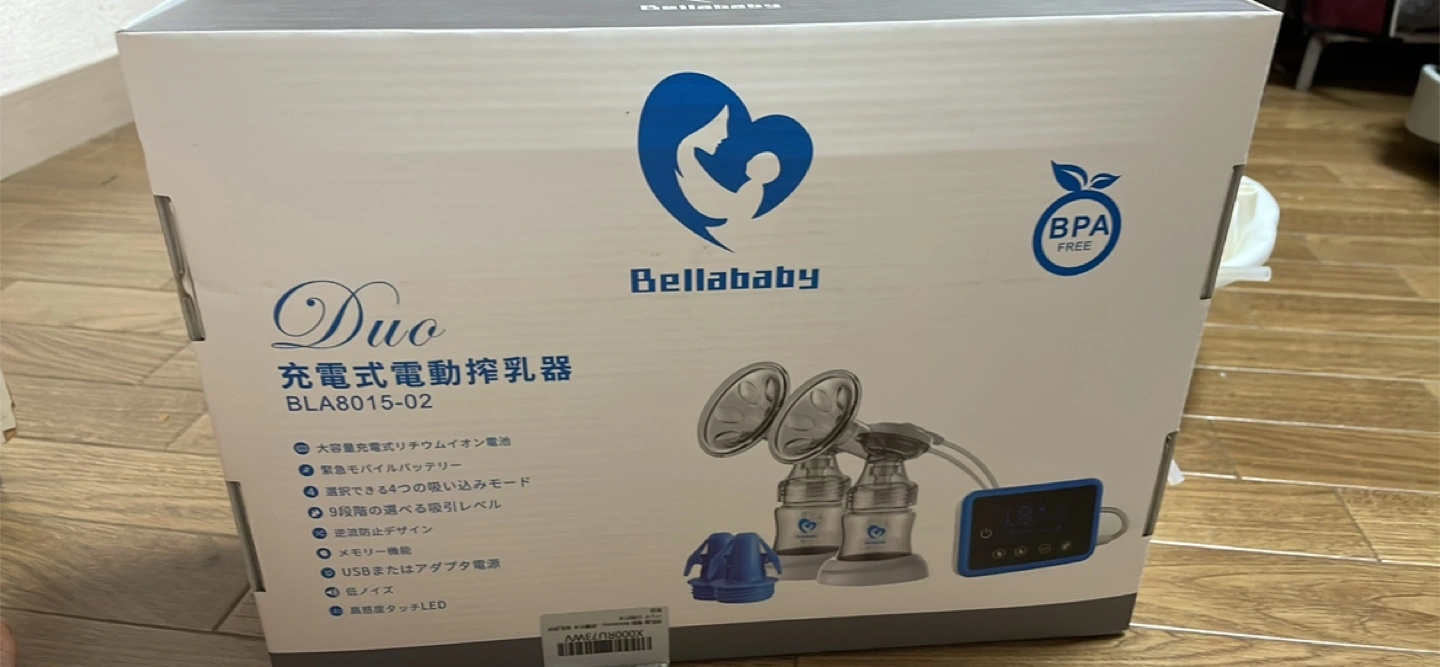 Bellababy
Bellababy
BPA
FREE
Duo
充電式電動搾乳器
BLA8015-02
大容量充電式リチウムイオン電池
緊急モバイルバッテリー
4 選択できる4つの吸い込みモード
9段階の選べる吸引レベル
逆流防止デザイン
メモリー機能
USBまたはアダプタ電源
低ノイズ
高感度タッチLED
Bellababy
X000RU73WV